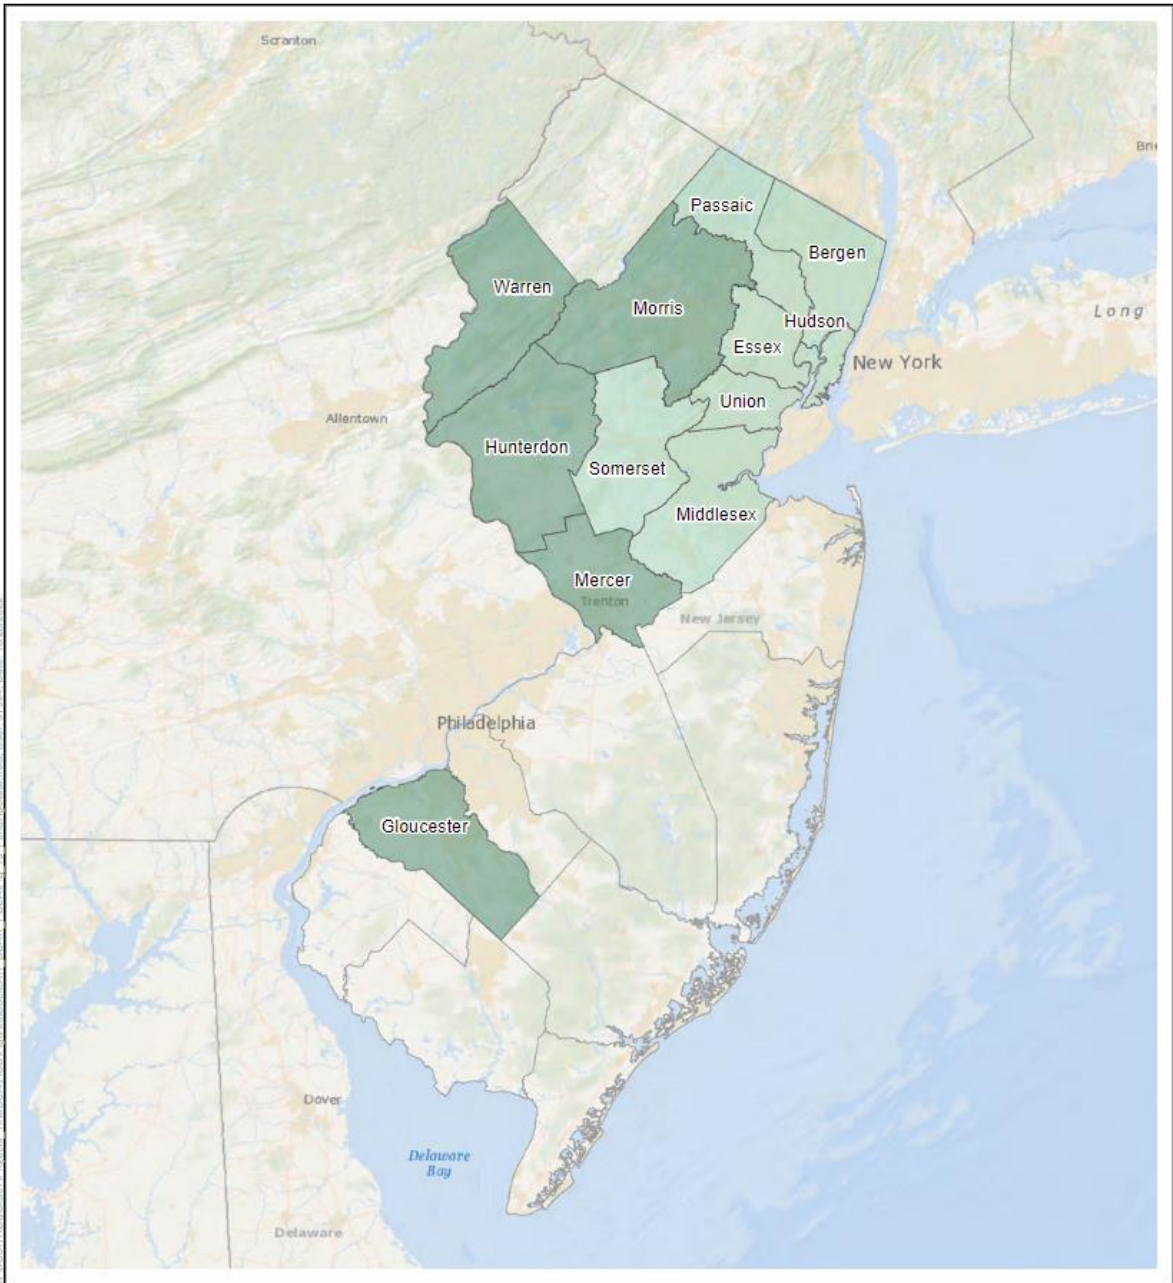 Scranton
Bri
Passaic
Bergen
Warren
Morris
Long
Hudson
Essex
New York
Union
Allentown
Hunterdon
Somerset
Middlesex
Mercer
Trenton
New Jersey
Philadelphia
Gloucester
Dover
Delaware
Bay
Delaware